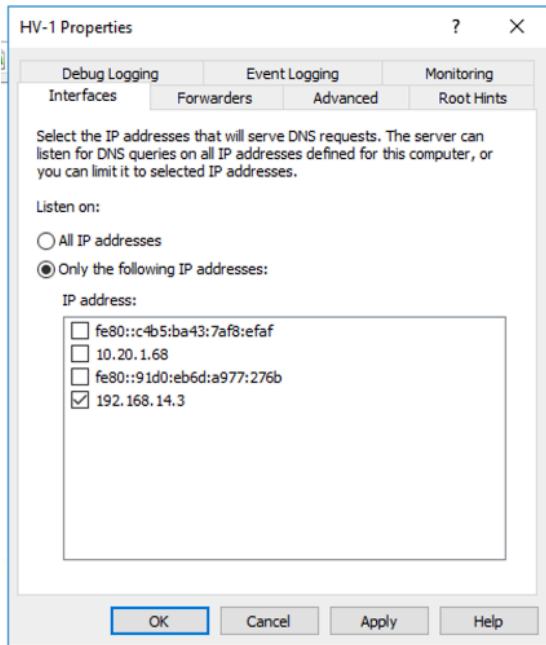 HV-1 Properties
? ×
Debug Logging Event Logging Monitoring
Interfaces Forwarders Advanced Root Hints
Select the IP addresses that will serve DNS requests. The server can
listen for DNS queries on all IP addresses defined for this computer, or
you can limit it to selected IP addresses.
Listen on:
All IP addresses
Only the following IP addresses:
IP address:
fe80::c4b5:ba43:7af8:efaf
10.20.1.68
fe80::91d0:eb6d:a977:276b
192.168.14.3
OK Cancel Apply Help